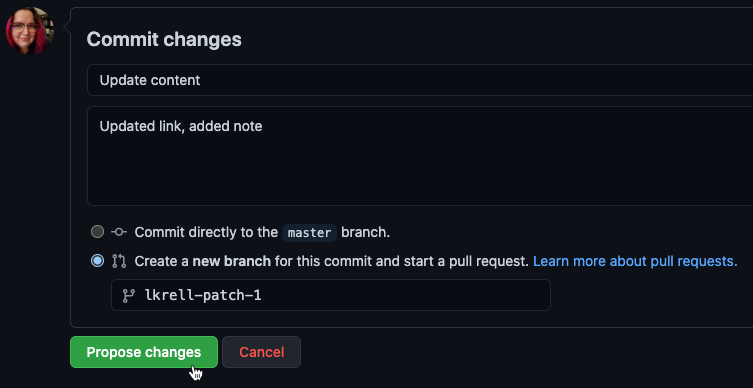 Commit changes
Update content
Updated link, added note
Commit directly to the master branch.
Create a new branch for this commit and start a pull request. Learn more about pull requests.
lkrell-patch-1
Propose changes Cancel